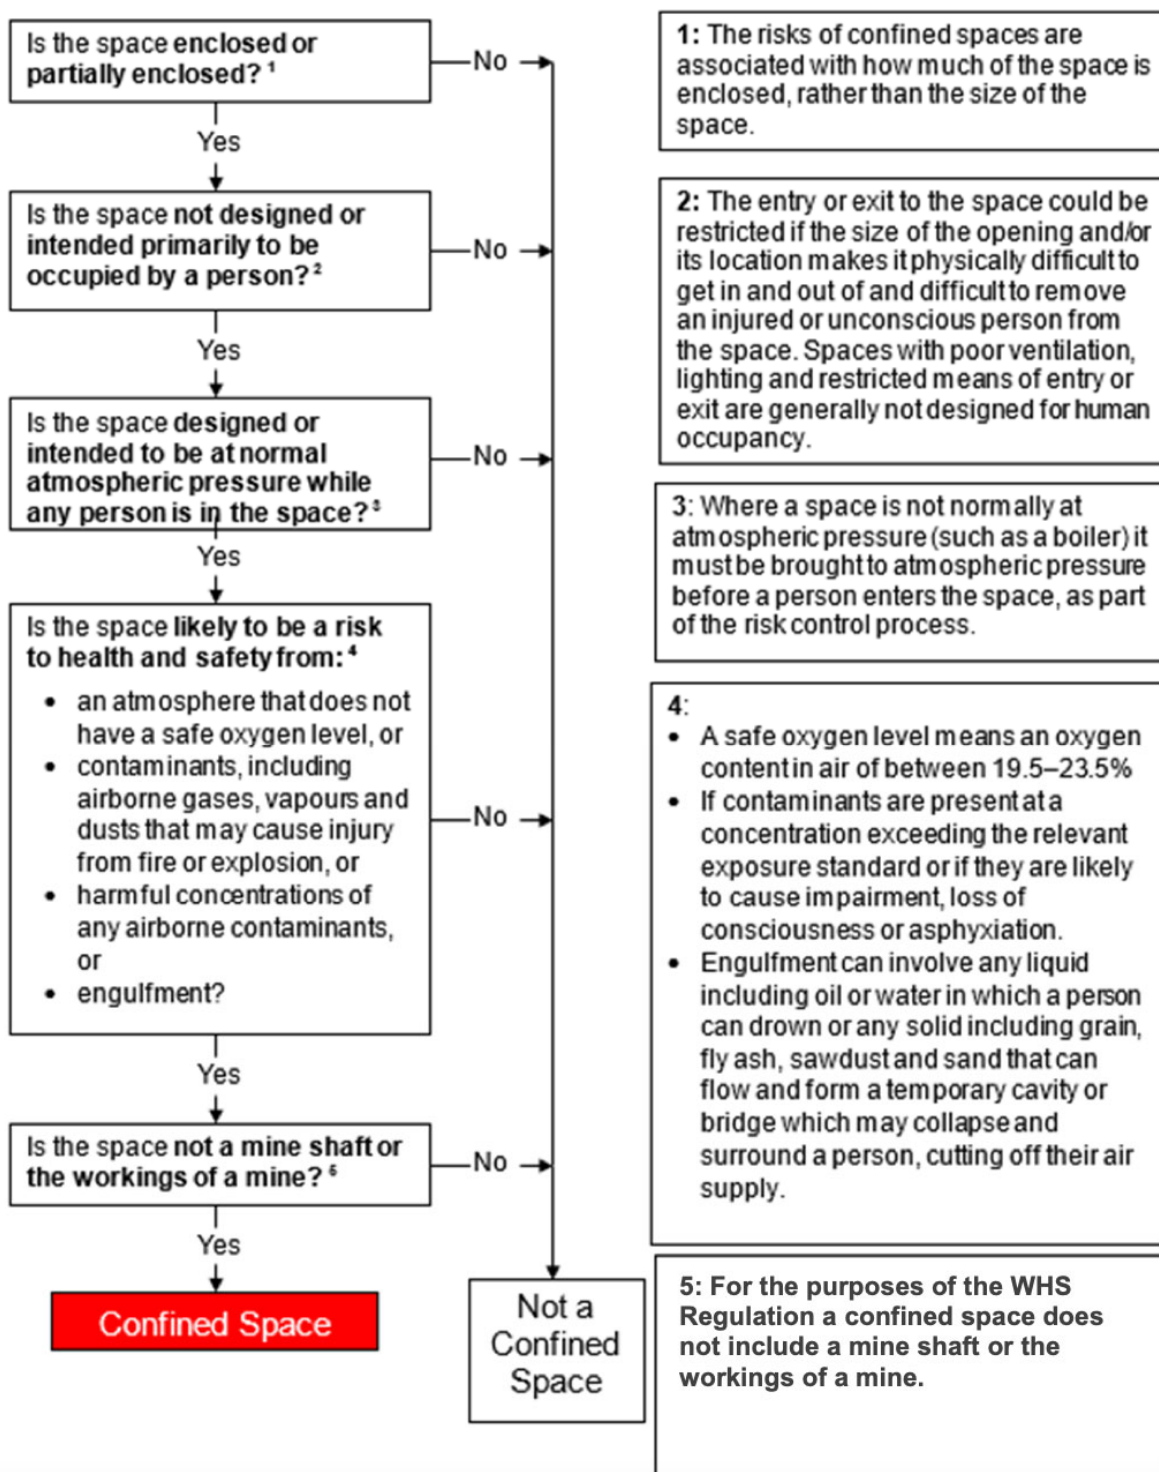 Is the space enclosed or
partially enclosed? ¹
No
Yes
Is the space not designed or
intended primarily to be
occupied by a person? ²
No
Yes
Is the space designed or
intended to be at normal
atmospheric pressure while
any person is in the space? ³
No
Yes
Is the space likely to be a risk
to health and safety from: ⁴
• an atmosphere that does not
have a safe oxygen level, or
• contaminants, including
airborne gases, vapours and
dusts that may cause injury
from fire or explosion, or
• harmful concentrations of
any airborne contaminants,
or
• engulfment?
No
Yes
Is the space not a mine shaft or
the workings of a mine? ⁵
No
Yes
Confined Space
Not a
Confined
Space
1: The risks of confined spaces are
associated with how much of the space is
enclosed, rather than the size of the
space.
2: The entry or exit to the space could be
restricted if the size of the opening and/or
its location makes it physically difficult to
get in and out of and difficult to remove
an injured or unconscious person from
the space. Spaces with poor ventilation,
lighting and restricted means of entry or
exit are generally not designed for human
occupancy.
3: Where a space is not normally at
atmospheric pressure (such as a boiler) it
must be brought to atmospheric pressure
before a person enters the space, as part
of the risk control process.
4:
• A safe oxygen level means an oxygen
content in air of between 19.5–23.5%
• If contaminants are present at a
concentration exceeding the relevant
exposure standard or if they are likely
to cause impairment, loss of
consciousness or asphyxiation.
• Engulfment can involve any liquid
including oil or water in which a person
can drown or any solid including grain,
fly ash, sawdust and sand that can
flow and form a temporary cavity or
bridge which may collapse and
surround a person, cutting off their air
supply.
5: For the purposes of the WHS
Regulation a confined space does
not include a mine shaft or the
workings of a mine.